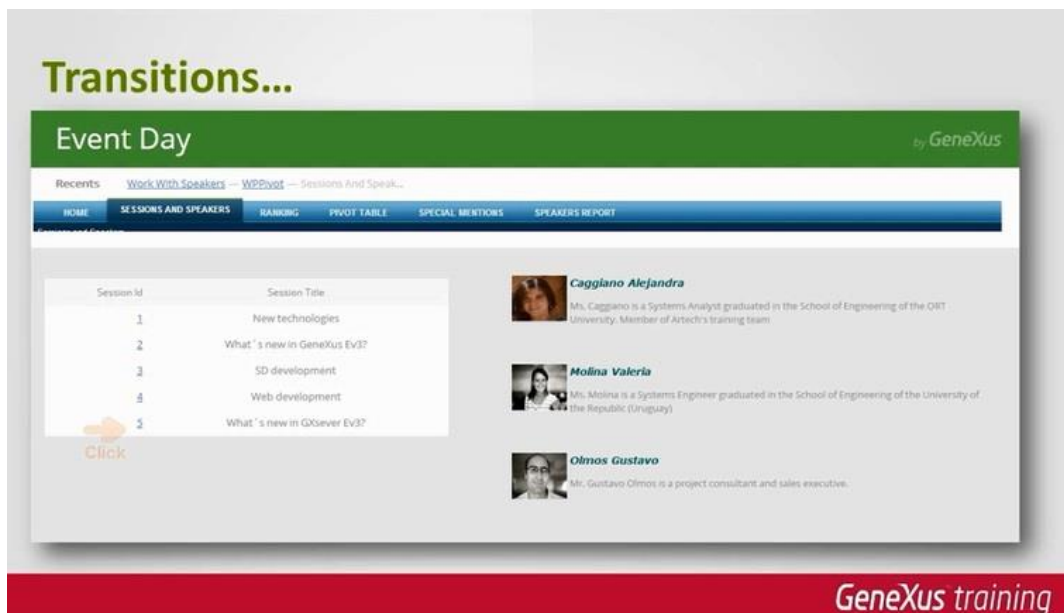 Transitions...
Event Day
by GeneXus
Recents Work With Speakers — WPPivot — Sessions And Speak...
HOME SESSIONS AND SPEAKERS RANKING PIVOT TABLE SPECIAL MENTIONS SPEAKERS REPORT
Sessions and Speakers
Session Id Session Title
1 New technologies
2 What´s new in GeneXus Ev3?
3 SD development
4 Web development
5 What´s new in GXsever Ev3?
Click
Caggiano Alejandra
Ms. Caggiano is a Systems Analyst graduated in the School of Engineering of the ORT
University. Member of Artech's training team
Molina Valeria
Ms. Molina is a Systems Engineer graduated in the School of Engineering of the University of
the Republic (Uruguay)
Olmos Gustavo
Mr. Gustavo Olmos is a project consultant and sales executive.
GeneXus training